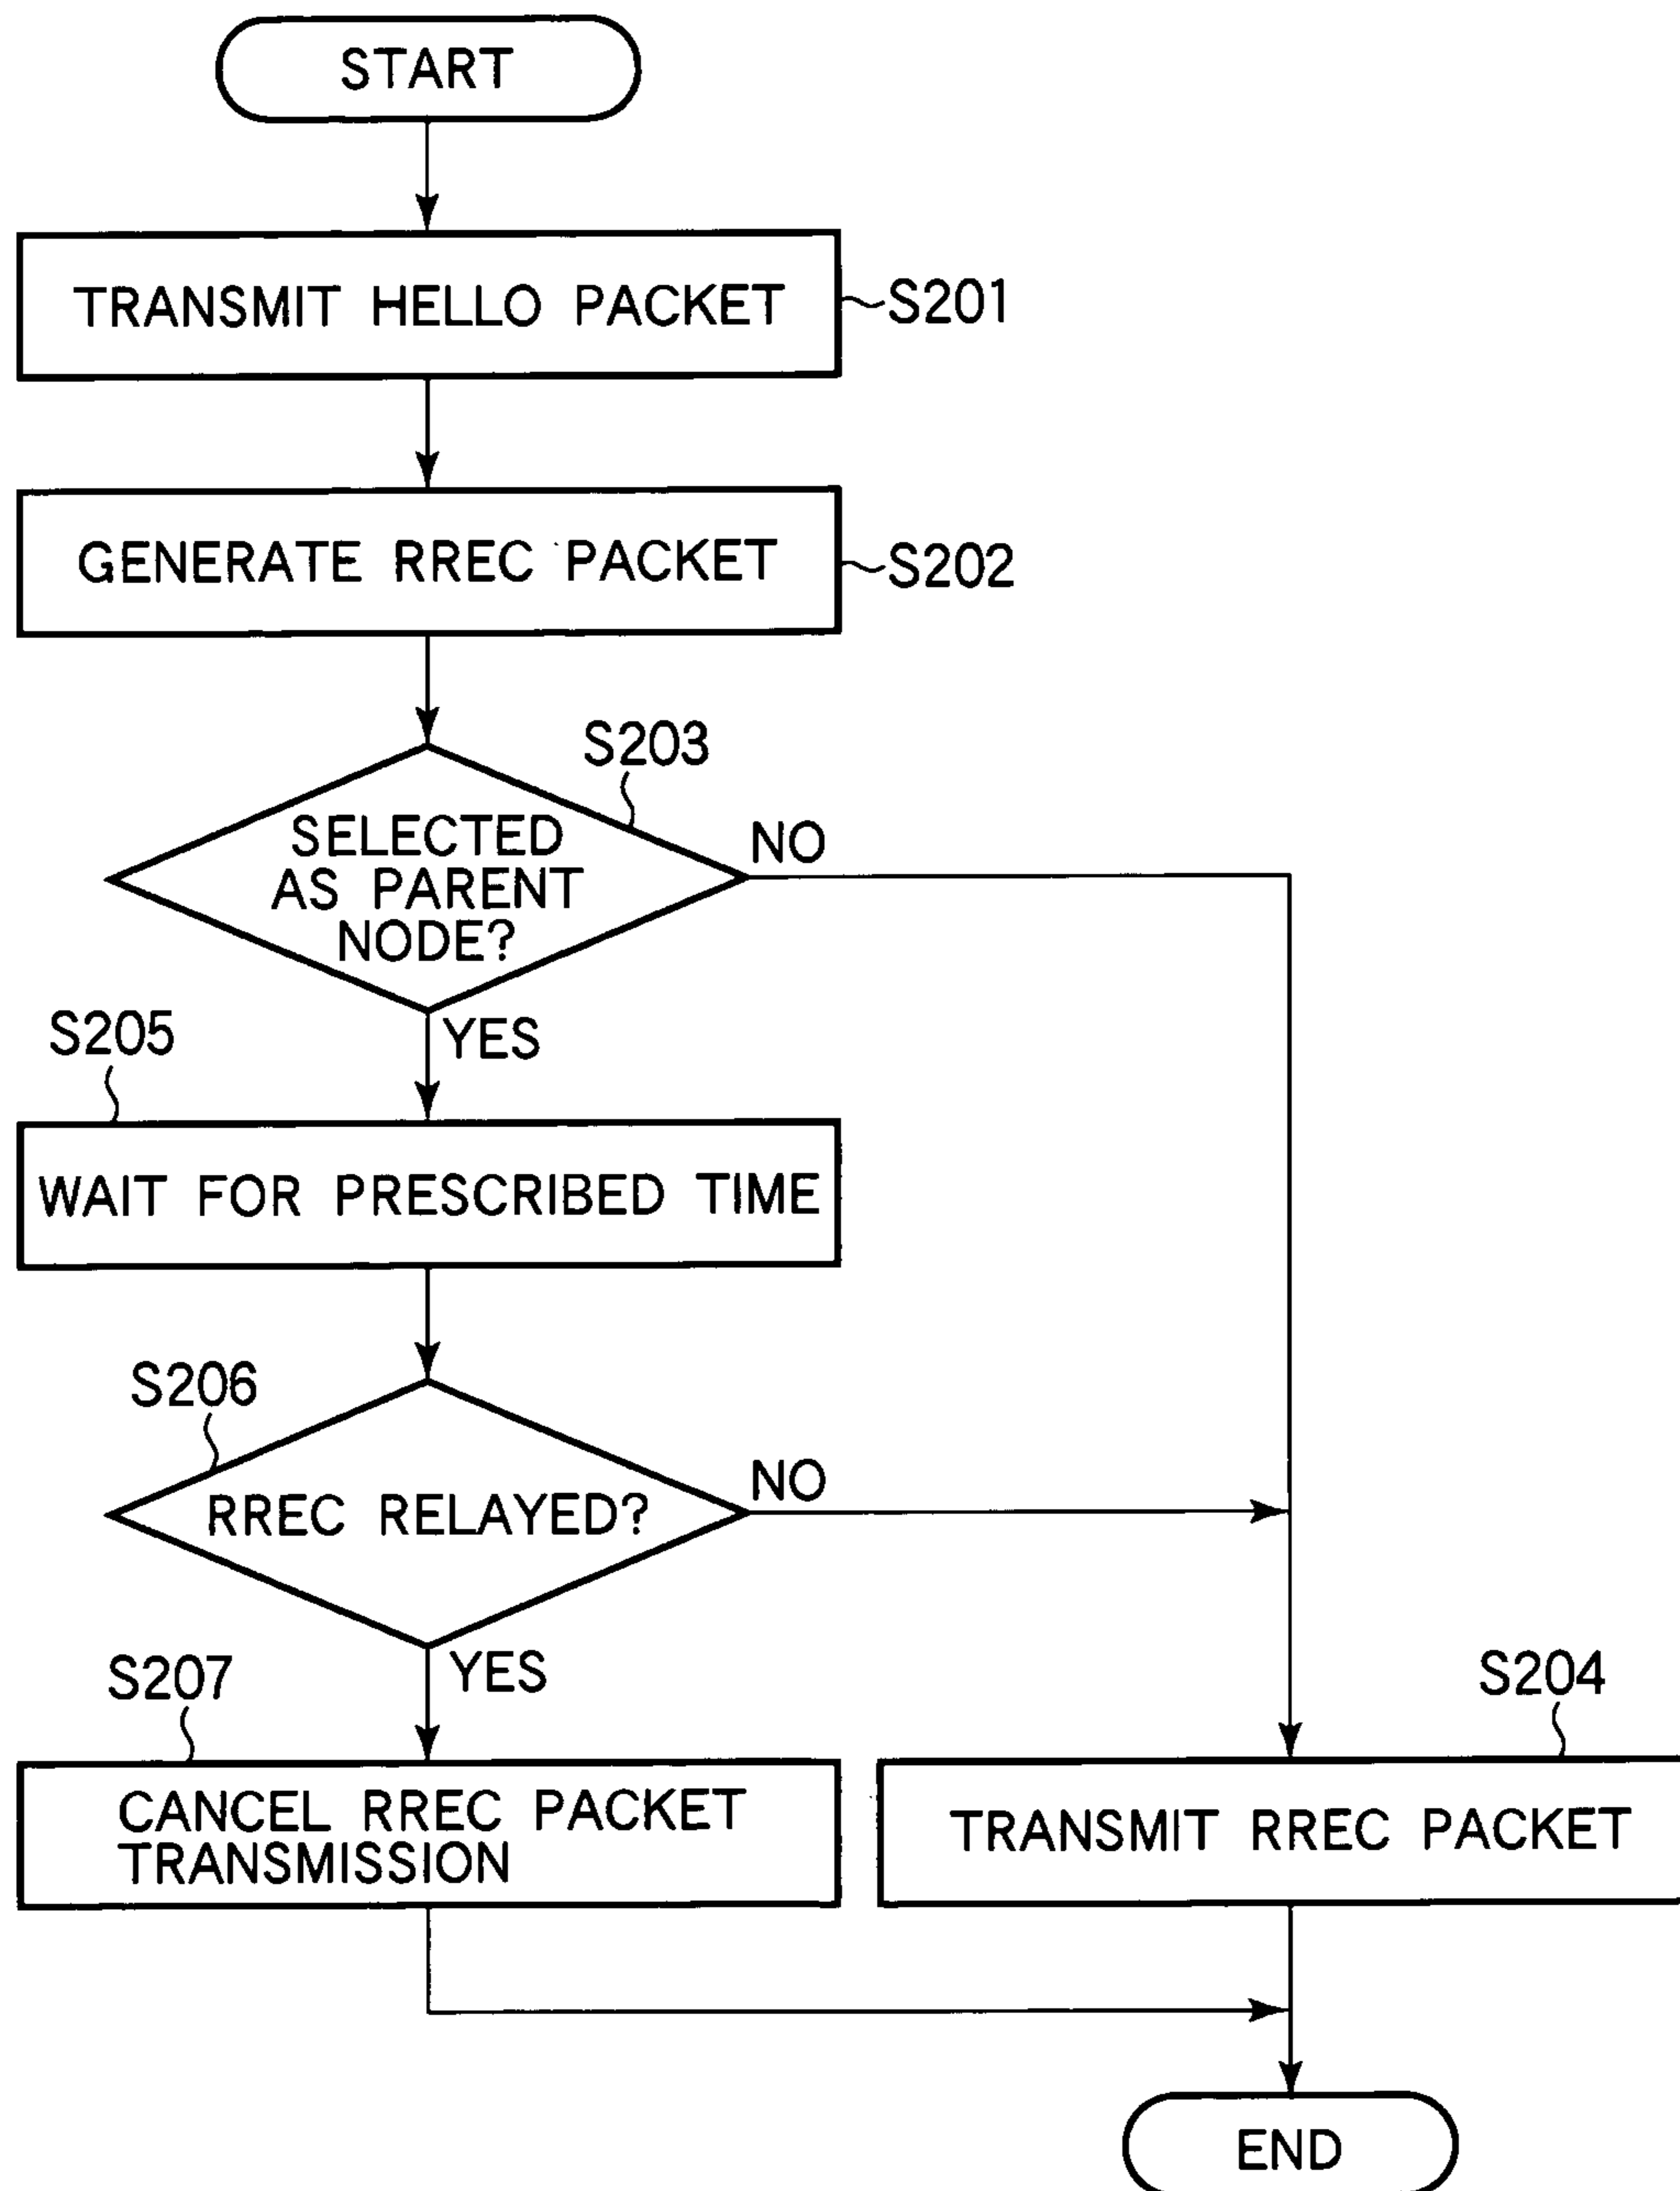 START
TRANSMIT HELLO PACKET
S201
GENERATE RREC PACKET
S202
S203
SELECTED
AS PARENT
NODE?
NO
YES
S205
WAIT FOR PRESCRIBED TIME
S206
RREC RELAYED?
NO
YES
S207
CANCEL RREC PACKET
TRANSMISSION
S204
TRANSMIT RREC PACKET
END